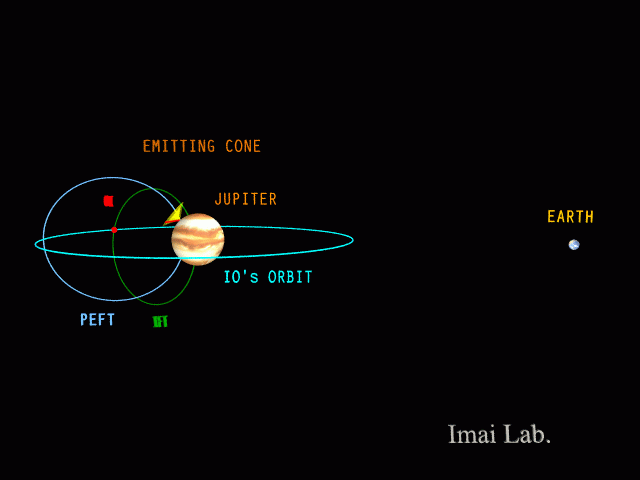 EMITTING CONE
JUPITER
EARTH
IO's ORBIT
PEFT
Imai Lab.